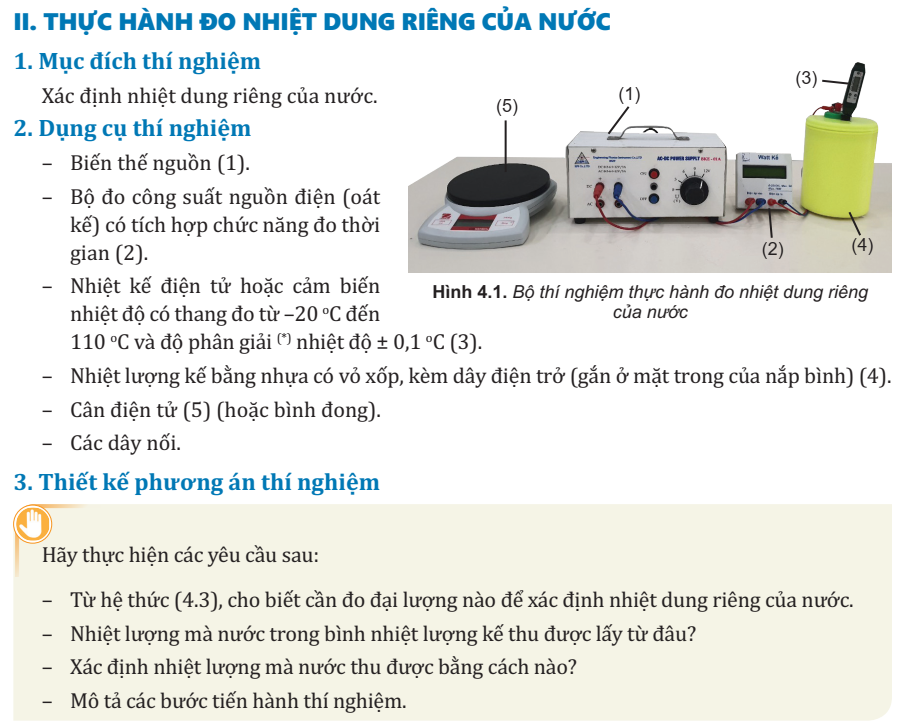 II. THỰC HÀNH ĐO NHIỆT DUNG RIÊNG CỦA NƯỚC
1. Mục đích thí nghiệm
Xác định nhiệt dung riêng của nước.
2. Dụng cụ thí nghiệm
– Biến thế nguồn (1).
– Bộ đo công suất nguồn điện (oát
kế) có tích hợp chức năng đo thời
gian (2).
– Nhiệt kế điện tử hoặc cảm biến
nhiệt độ có thang đo từ –20 °C đến
110 °C và độ phân giải (*) nhiệt độ ± 0,1 °C (3).
– Nhiệt lượng kế bằng nhựa có vỏ xốp, kèm dây điện trở (gắn ở mặt trong của nắp bình) (4).
– Cân điện tử (5) (hoặc bình đong).
– Các dây nối.
(5)
(1)
(3)
AC-DC POWER SUPPLY
Watt Kế
(2)
(4)
Hình 4.1. Bộ thí nghiệm thực hành đo nhiệt dung riêng
của nước
3. Thiết kế phương án thí nghiệm
Hãy thực hiện các yêu cầu sau:
– Từ hệ thức (4.3), cho biết cần đo đại lượng nào để xác định nhiệt dung riêng của nước.
– Nhiệt lượng mà nước trong bình nhiệt lượng kế thu được lấy từ đâu?
– Xác định nhiệt lượng mà nước thu được bằng cách nào?
– Mô tả các bước tiến hành thí nghiệm.